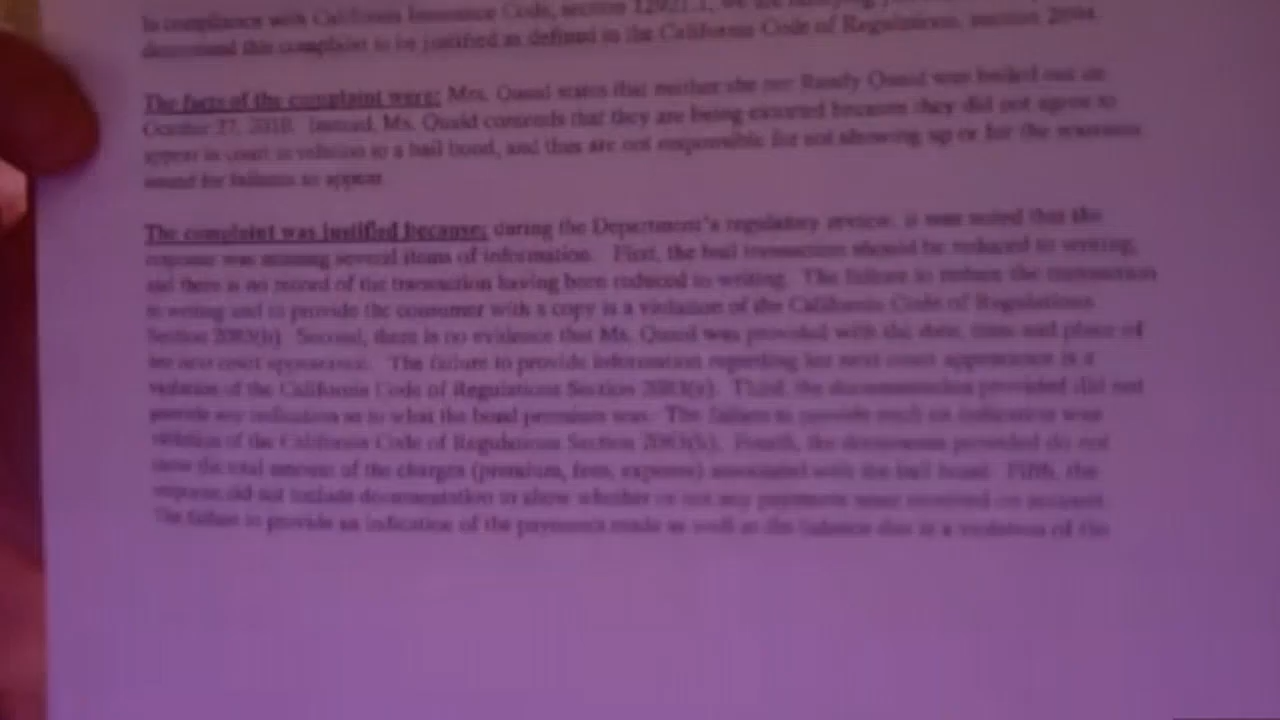 In compliance with California Insurance Code, section 12921.1, we are notifying
determined this complaint to be justified as defined in the California Code of Regulations, section 2694.
The facts of the complaint were: Mrs. Quaid states that neither she nor Randy Quaid was bailed out on
October 27, 2010. Instead, Ms. Quaid contends that they are being extorted because they did not agree to
appear in court in relation to a bail bond, and thus are not responsible for not showing up or for the warrants
issued for failures to appear.
The complaint was justified because: during the Department's regulatory review, it was noted that the
response was missing several items of information. First, the bail transaction should be reduced to writing,
and there is no record of the transaction having been reduced to writing. The failure to reduce the transaction
to writing and to provide the consumer with a copy is a violation of the California Code of Regulations
Section 2083(b). Second, there is no evidence that Ms. Quaid was provided with the date, time and place of
her next court appearance. The failure to provide information regarding her next court appearance is a
violation of the California Code of Regulations Section Third, the documentation provided did not
provide any indication as to what the bond premium was. The failure to provide such an indication was
violation of the California Code of Regulations Section Fourth, the documents provided do not
show the total amount of the charges (premium, fees, expense) associated with the bail bond. Fifth, the
response did not include documentation to show whether or not any payments were received on account.
The failure to provide an indication of the payments made as well as the balance due is a violation of the